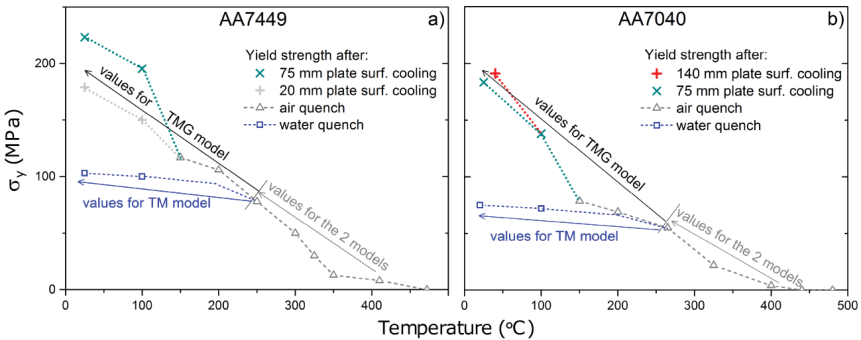 AA7449
a)
Yield strength after:
75 mm plate surf. cooling
20 mm plate surf. cooling
air quench
water quench
values for TMG model
values for TM model
values for the 2 models
200
100
0
0
100
200
300
400
σy (MPa)
AA7040
b)
Yield strength after:
140 mm plate surf. cooling
75 mm plate surf. cooling
air quench
water quench
values for TMG model
values for TM model
values for the 2 models
0
100
200
300
400
500
Temperature (ºC)